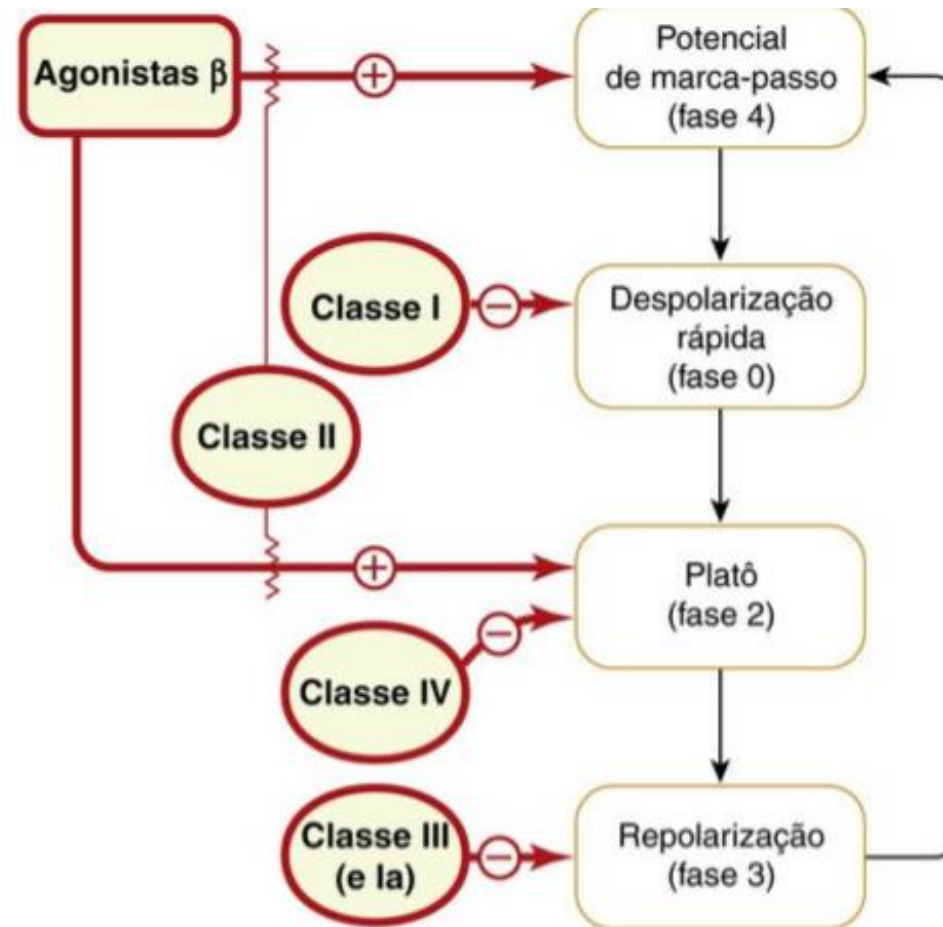 Agonistas β
+
Potencial
de marca-passo
(fase 4)
Classe I
−
Despolarização
rápida
(fase 0)
Classe II
+
Platô
(fase 2)
−
Classe IV
Classe III
(e Ia)
−
Repolarização
(fase 3)